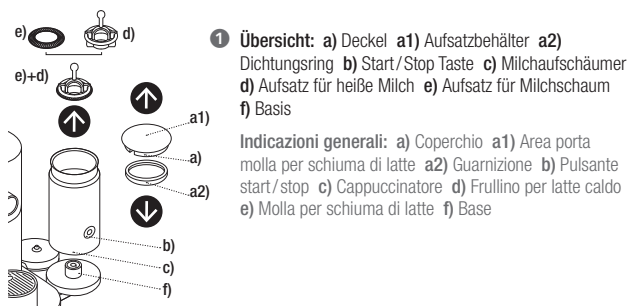 e)
d)
e)+d)
a1)
a)
a2)
b)
c)
f)
1 Übersicht: a) Deckel a1) Aufsatzbehälter a2)
Dichtungsring b) Start/Stop Taste c) Milchaufschäumer
d) Aufsatz für heiße Milch e) Aufsatz für Milchschaum
f) Basis
Indicazioni generali: a) Coperchio a1) Area porta
molla per schiuma di latte a2) Guarnizione b) Pulsante
start/stop c) Cappuccinatore d) Frullino per latte caldo
e) Molla per schiuma di latte f) Base